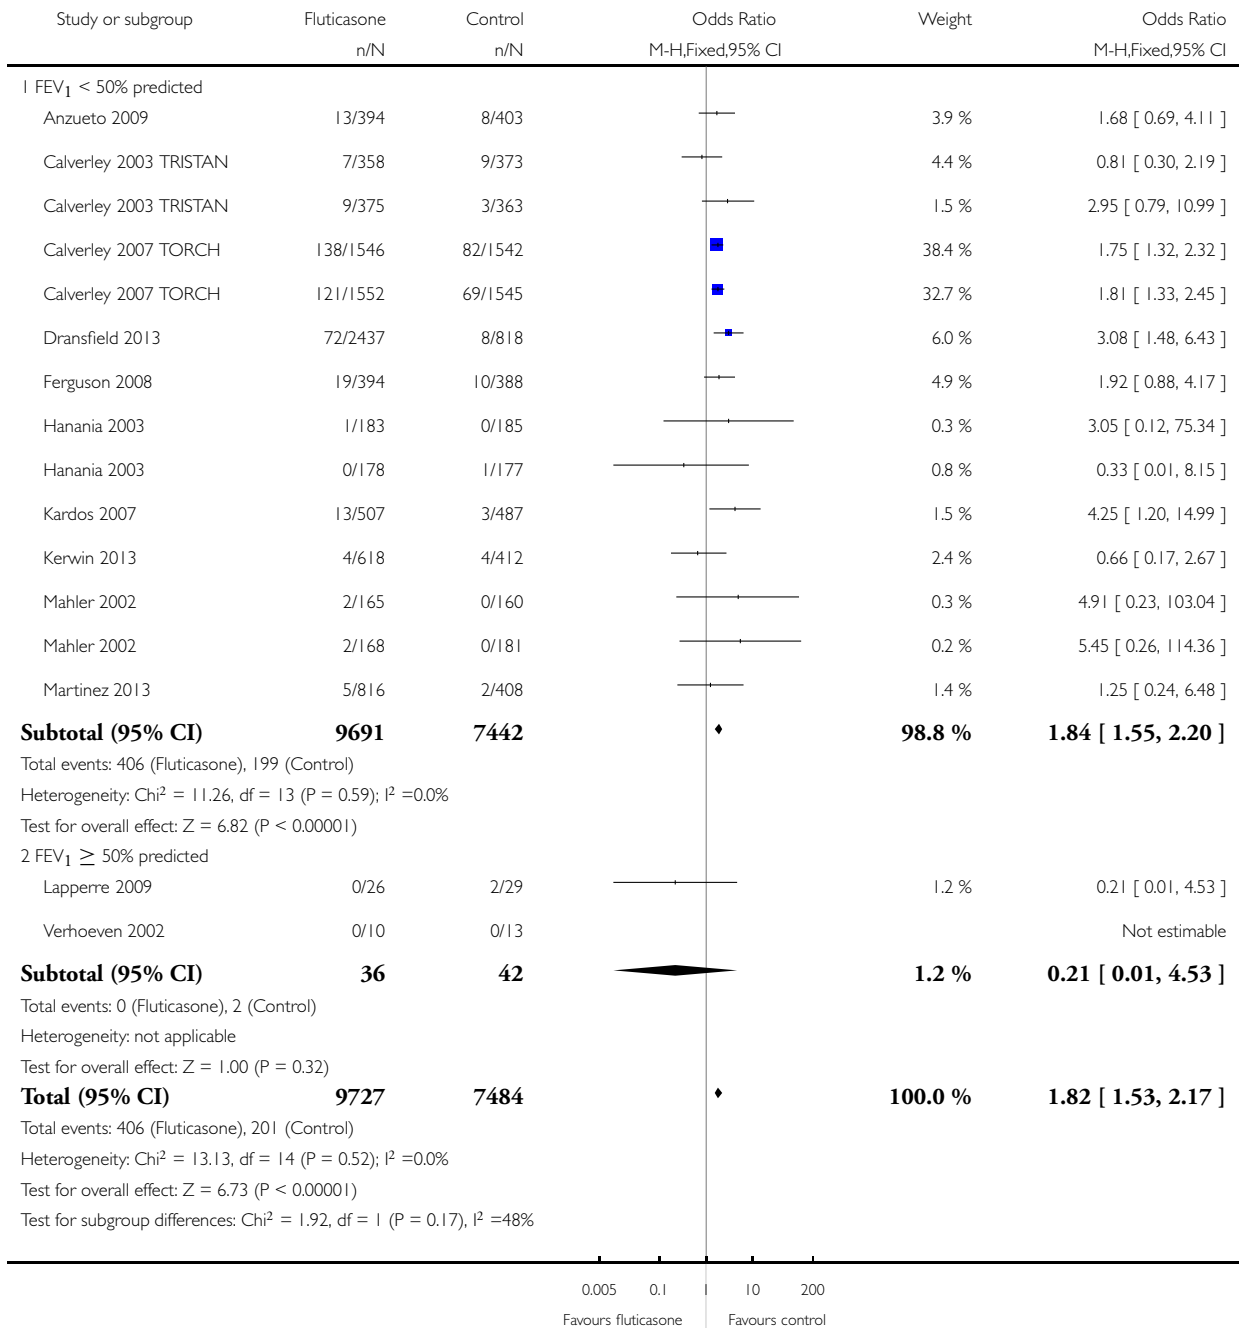 Study or subgroup Fluticasone Control Odds Ratio Weight Odds Ratio
n/N n/N M-H,Fixed,95% CI M-H,Fixed,95% CI
1 FEV1 < 50% predicted
Anzueto 2009 13/394 8/403 3.9 % 1.68 [ 0.69, 4.11 ]
Calverley 2003 TRISTAN 7/358 9/373 4.4 % 0.81 [ 0.30, 2.19 ]
Calverley 2003 TRISTAN 9/375 3/363 1.5 % 2.95 [ 0.79, 10.99 ]
Calverley 2007 TORCH 138/1546 82/1542 38.4 % 1.75 [ 1.32, 2.32 ]
Calverley 2007 TORCH 121/1552 69/1545 32.7 % 1.81 [ 1.33, 2.45 ]
Dransfield 2013 72/2437 8/818 6.0 % 3.08 [ 1.48, 6.43 ]
Ferguson 2008 19/394 10/388 4.9 % 1.92 [ 0.88, 4.17 ]
Hanania 2003 1/183 0/185 0.3 % 3.05 [ 0.12, 75.34 ]
Hanania 2003 0/178 1/177 0.8 % 0.33 [ 0.01, 8.15 ]
Kardos 2007 13/507 3/487 1.5 % 4.25 [ 1.20, 14.99 ]
Kerwin 2013 4/618 4/412 2.4 % 0.66 [ 0.17, 2.67 ]
Mahler 2002 2/165 0/160 0.3 % 4.91 [ 0.23, 103.04 ]
Mahler 2002 2/168 0/181 0.2 % 5.45 [ 0.26, 114.36 ]
Martinez 2013 5/816 2/408 1.4 % 1.25 [ 0.24, 6.48 ]
Subtotal (95% CI) 9691 7442 98.8 % 1.84 [ 1.55, 2.20 ]
Total events: 406 (Fluticasone), 199 (Control)
Heterogeneity: Chi² = 11.26, df = 13 (P = 0.59); I² =0.0%
Test for overall effect: Z = 6.82 (P < 0.00001)
2 FEV1 ≥ 50% predicted
Lapperre 2009 0/26 2/29 1.2 % 0.21 [ 0.01, 4.53 ]
Verhoeven 2002 0/10 0/13 Not estimable
Subtotal (95% CI) 36 42 1.2 % 0.21 [ 0.01, 4.53 ]
Total events: 0 (Fluticasone), 2 (Control)
Heterogeneity: not applicable
Test for overall effect: Z = 1.00 (P = 0.32)
Total (95% CI) 9727 7484 100.0 % 1.82 [ 1.53, 2.17 ]
Total events: 406 (Fluticasone), 201 (Control)
Heterogeneity: Chi² = 13.13, df = 14 (P = 0.52); I² =0.0%
Test for overall effect: Z = 6.73 (P < 0.00001)
Test for subgroup differences: Chi² = 1.92, df = 1 (P = 0.17), I² =48%
0.005 0.1 1 10 200
Favours fluticasone Favours control